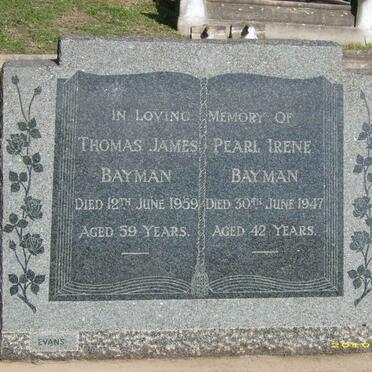 IN LOVING MEMORY OF
THOMAS JAMES
BAYMAN
DIED 12TH JUNE 1959
AGED 59 YEARS.
PEARL IRENE
BAYMAN
DIED 30TH JUNE 1947
AGED 42 YEARS.
EVANS